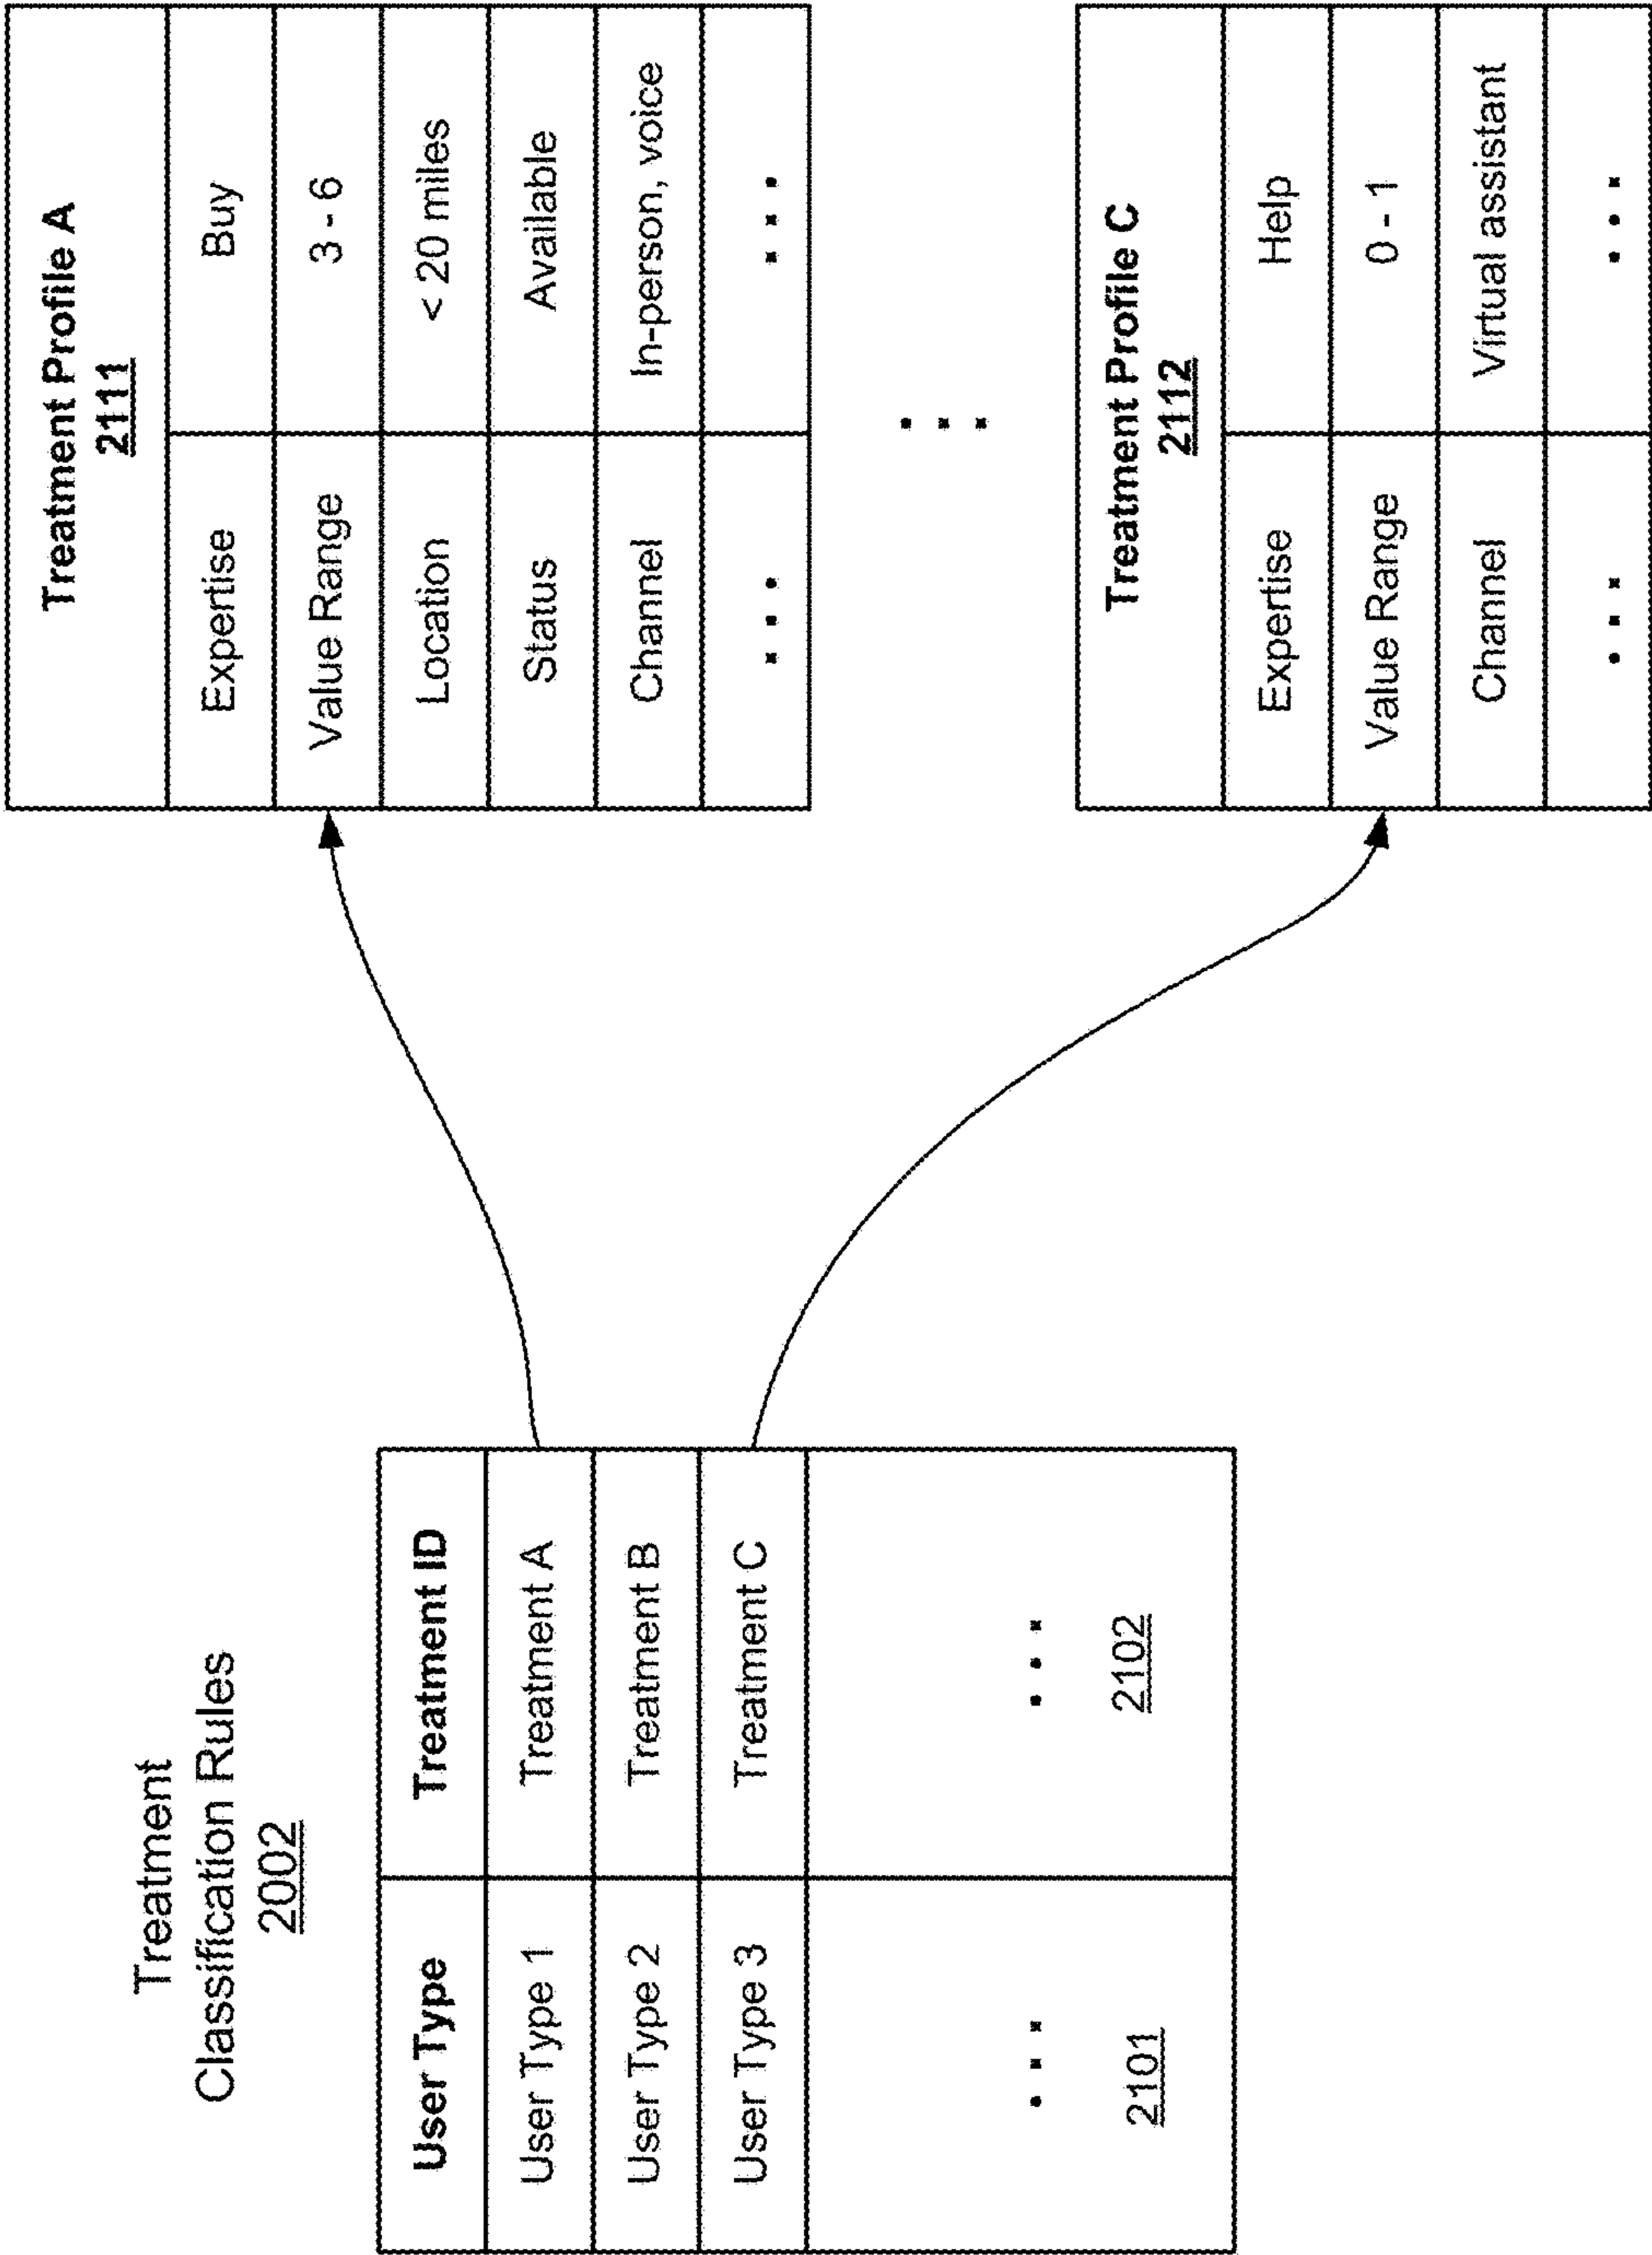 Treatment
Classification Rules
2002
User Type Treatment ID
User Type 1 Treatment A
User Type 2 Treatment B
User Type 3 Treatment C
2101 2102
Treatment Profile A
2111
Expertise Buy
Value Range 3 - 6
Location < 20 miles
Status Available
Channel In-person, voice
Treatment Profile C
2112
Expertise Help
Value Range 0 - 1
Channel Virtual assistant